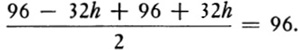 (96 − 32h + 96 + 32h) / 2 = 96.